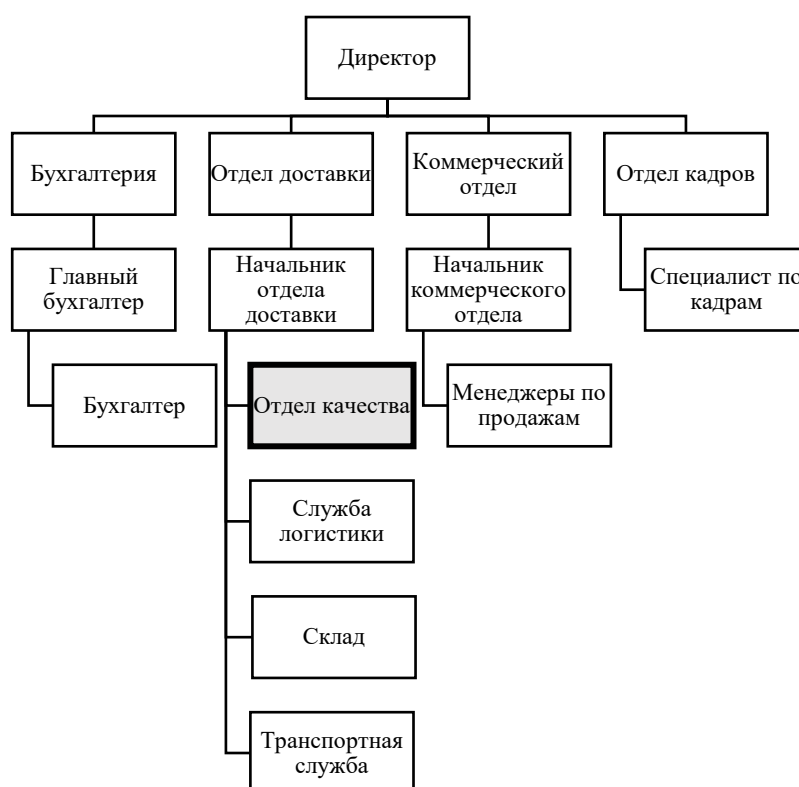 Директор
Бухгалтерия
Отдел доставки
Коммерческий
отдел
Отдел кадров
Главный
бухгалтер
Начальник
отдела
доставки
Начальник
коммерческого
отдела
Специалист по
кадрам
Бухгалтер
Отдел качества
Менеджеры по
продажам
Служба
логистики
Склад
Транспортная
служба